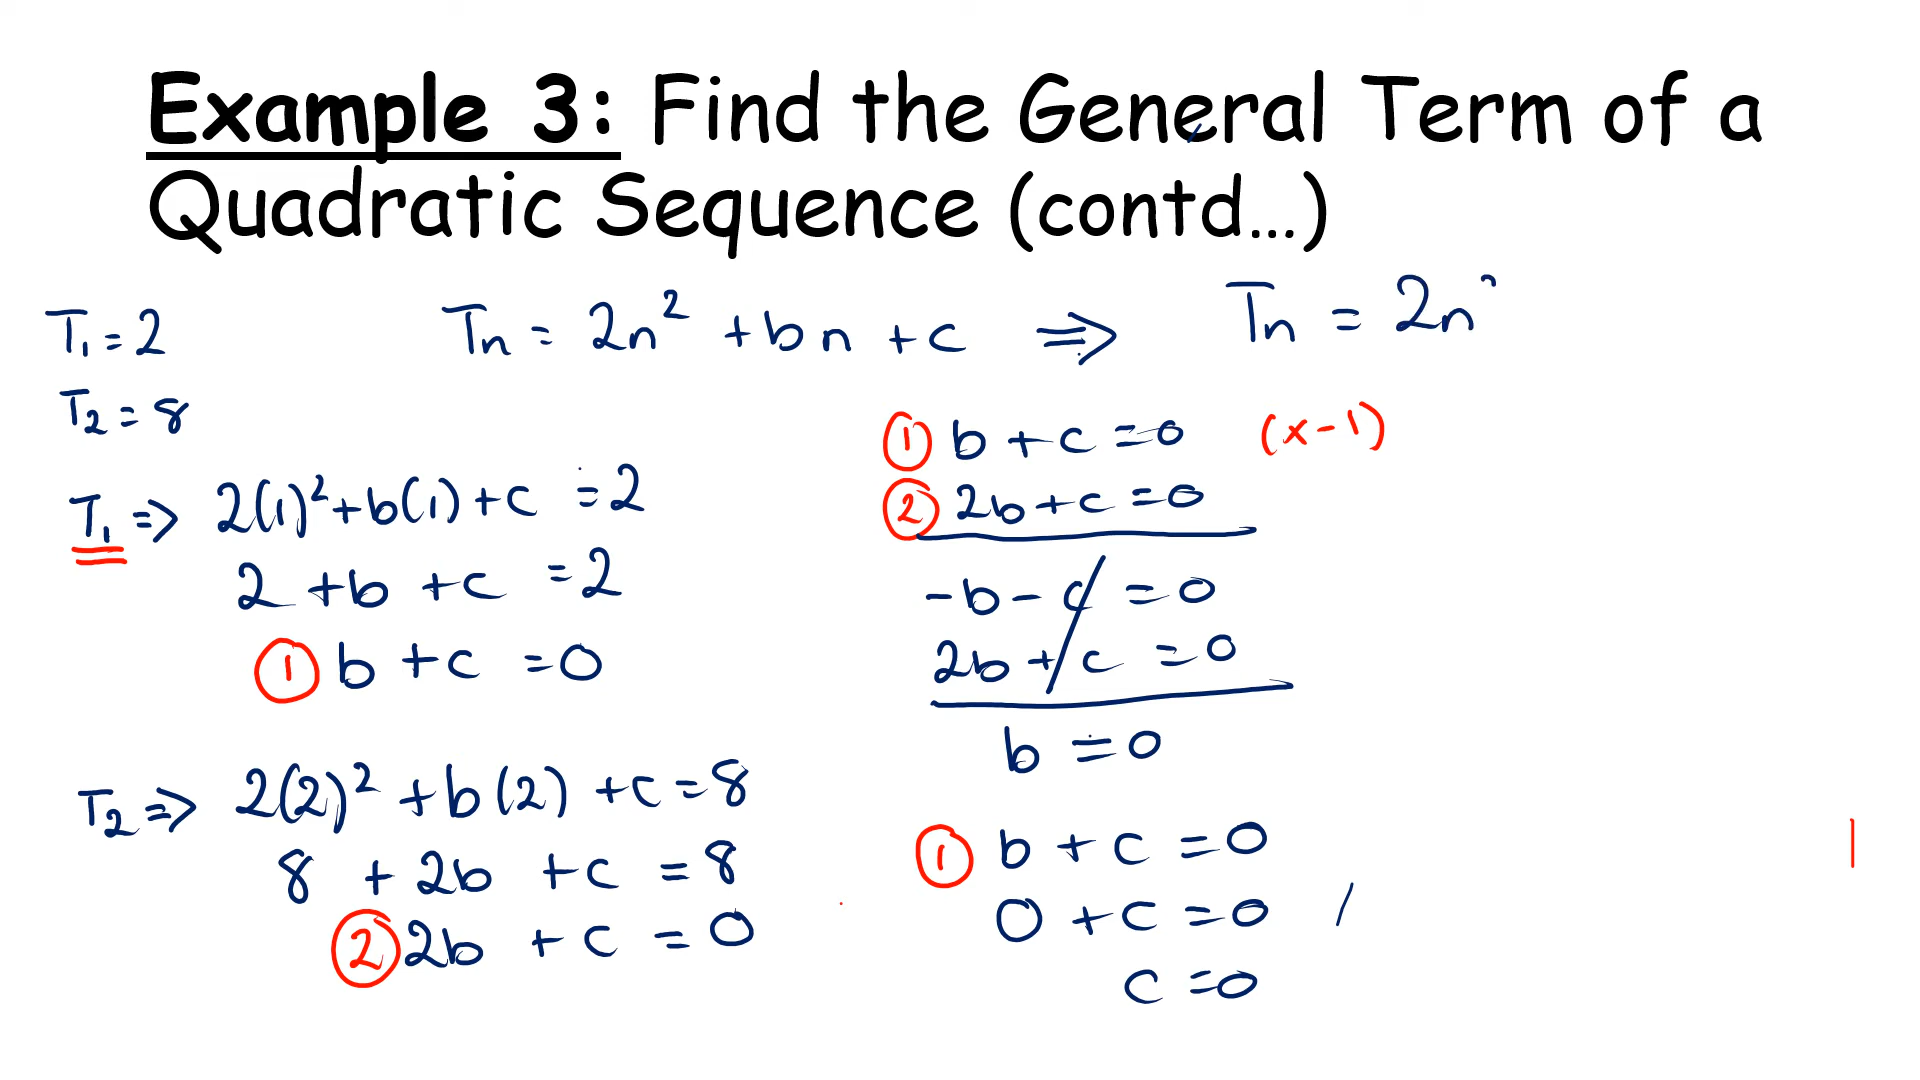 Example 3: Find the General Term of a
Quadratic Sequence (contd...)
T₁ = 2
T₂ = 8
Tn = 2n² + bn + c ⇒ Tn = 2n
T₁ ⇒ 2(1)² + b(1) + c = 2
2 + b + c = 2
① b + c = 0
T₂ ⇒ 2(2)² + b(2) + c = 8
8 + 2b + c = 8
② 2b + c = 0
① b + c = 0 (x-1)
② 2b + c = 0
-b - c = 0
2b + c = 0
b = 0
① b + c = 0
0 + c = 0
c = 0